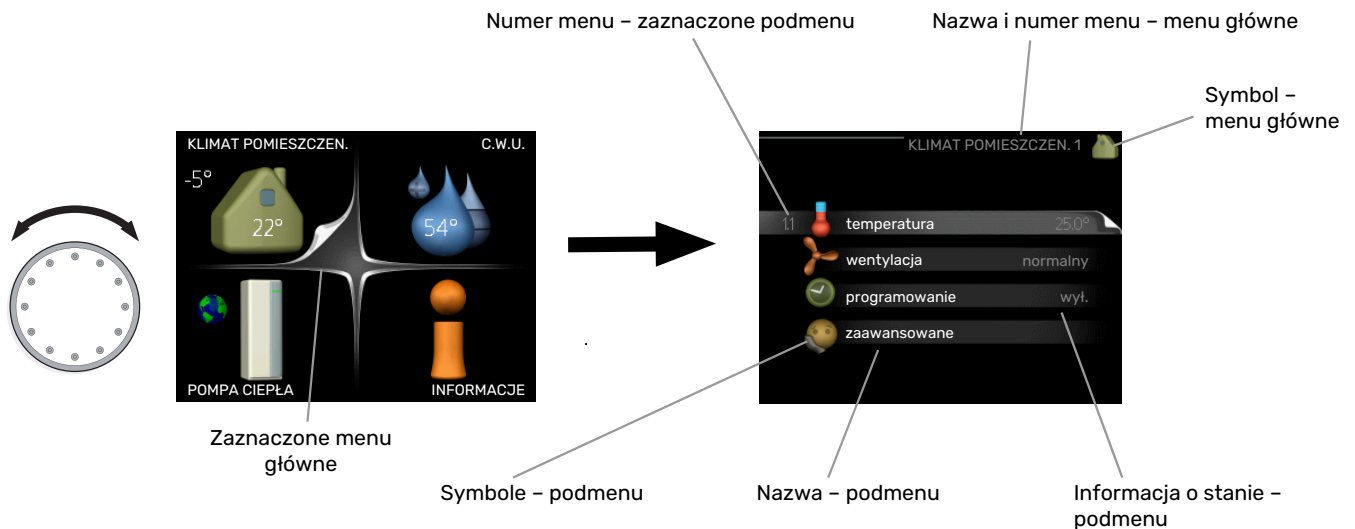 Numer menu – zaznaczone podmenu
Nazwa i numer menu – menu główne
Symbol –
menu główne
KLIMAT POMIESZCZEN.
C.W.U.
-5°
22°
54°
POMPA CIEPŁA
INFORMACJE
Zaznaczone menu
główne
KLIMAT POMIESZCZEN. 1
1.1 temperatura 25.0°
wentylacja normalny
programowanie wył.
zaawansowane
Symbole – podmenu
Nazwa – podmenu
Informacja o stanie –
podmenu